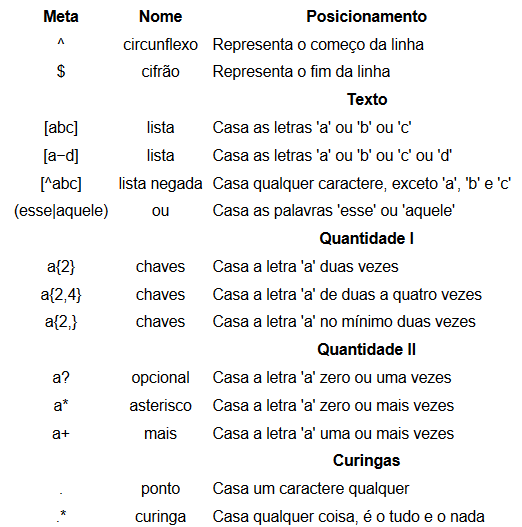 Meta Nome Posicionamento
^ circunflexo Representa o começo da linha
$ cifrão Representa o fim da linha
Texto
[abc] lista Casa as letras 'a' ou 'b' ou 'c'
[a−d] lista Casa as letras 'a' ou 'b' ou 'c' ou 'd'
[^abc] lista negada Casa qualquer caractere, exceto 'a', 'b' e 'c'
(esse|aquele) ou Casa as palavras 'esse' ou 'aquele'
Quantidade I
a{2} chaves Casa a letra 'a' duas vezes
a{2,4} chaves Casa a letra 'a' de duas a quatro vezes
a{2,} chaves Casa a letra 'a' no mínimo duas vezes
Quantidade II
a? opcional Casa a letra 'a' zero ou uma vezes
a* asterisco Casa a letra 'a' zero ou mais vezes
a+ mais Casa a letra 'a' uma ou mais vezes
Curingas
. ponto Casa um caractere qualquer
.* curinga Casa qualquer coisa, é o tudo e o nada